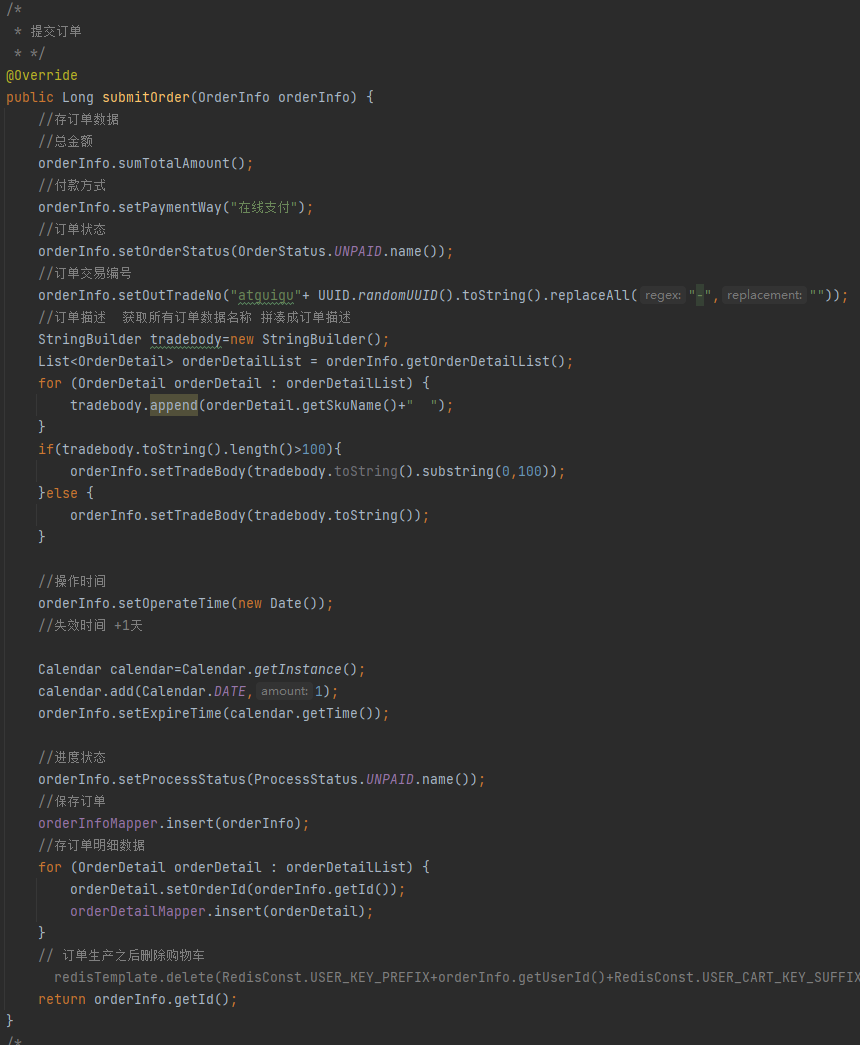 /*
 * 提交订单
 * */
@Override
public Long submitOrder(OrderInfo orderInfo) {
    //存订单数据
    //总金额
    orderInfo.sumTotalAmount();
    //付款方式
    orderInfo.setPaymentWay("在线支付");
    //订单状态
    orderInfo.setOrderStatus(OrderStatus.UNPAID.name());
    //订单交易编号
    orderInfo.setOutTradeNo("atguigu"+ UUID.randomUUID().toString().replaceAll( regex: "-", replacement: ""));
    //订单描述  获取所有订单数据名称 拼凑成订单描述
    StringBuilder tradebody=new StringBuilder();
    List<OrderDetail> orderDetailList = orderInfo.getOrderDetailList();
    for (OrderDetail orderDetail : orderDetailList) {
        tradebody.append(orderDetail.getSkuName()+"  ");
    }
    if(tradebody.toString().length()>100){
        orderInfo.setTradeBody(tradebody.toString().substring(0,100));
    }else {
        orderInfo.setTradeBody(tradebody.toString());
    }
    //操作时间
    orderInfo.setOperateTime(new Date());
    //失效时间 +1天
    Calendar calendar=Calendar.getInstance();
    calendar.add(Calendar.DATE, amount: 1);
    orderInfo.setExpireTime(calendar.getTime());
    //进度状态
    orderInfo.setProcessStatus(ProcessStatus.UNPAID.name());
    //保存订单
    orderInfoMapper.insert(orderInfo);
    //存订单明细数据
    for (OrderDetail orderDetail : orderDetailList) {
        orderDetail.setOrderId(orderInfo.getId());
        orderDetailMapper.insert(orderDetail);
    }
    // 订单生产之后删除购物车
      redisTemplate.delete(RedisConst.USER_KEY_PREFIX+orderInfo.getUserId()+RedisConst.USER_CART_KEY_SUFFIX
    return orderInfo.getId();
}
/*